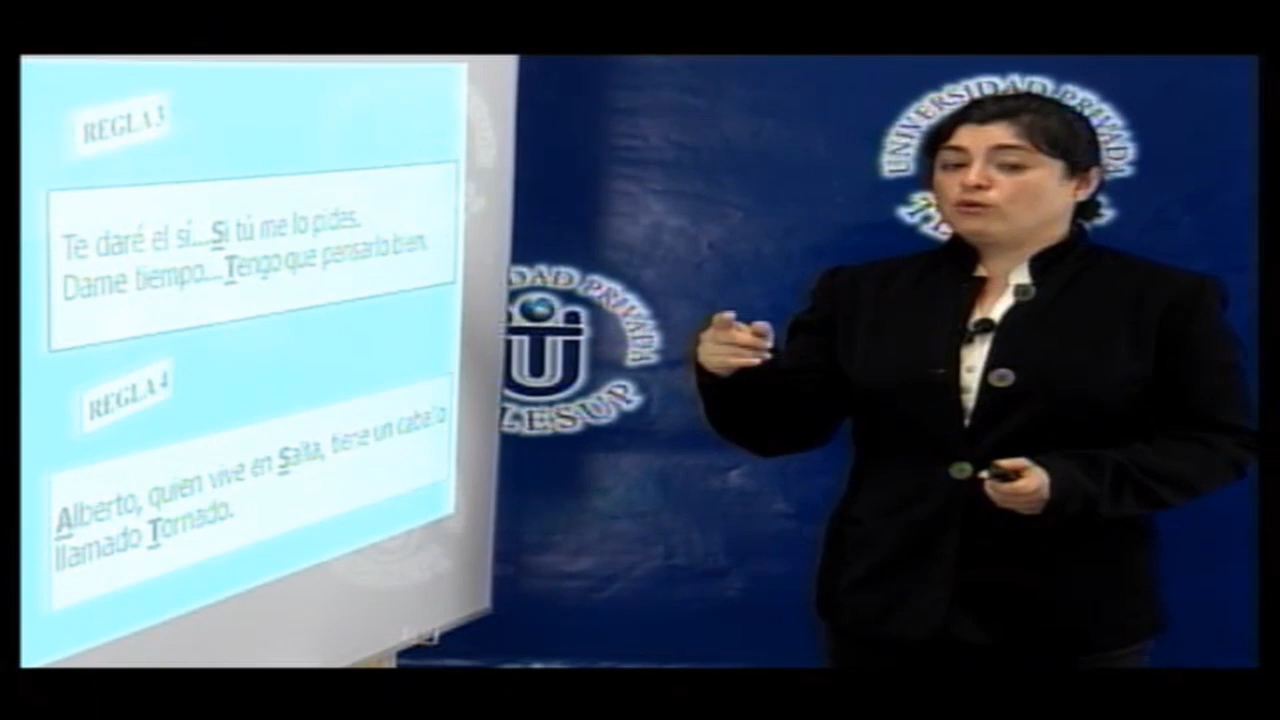 REGLA 3
Te daré el sí...Si tú me lo pides.
Dame tiempo...Tengo que pensarlo bien.
REGLA 4
Alberto, quien vive en Salta, tiene un caballo
llamado Tornado.
UNIVERSIDAD PRIVADA
DAD PRIVADA
U
LESUP